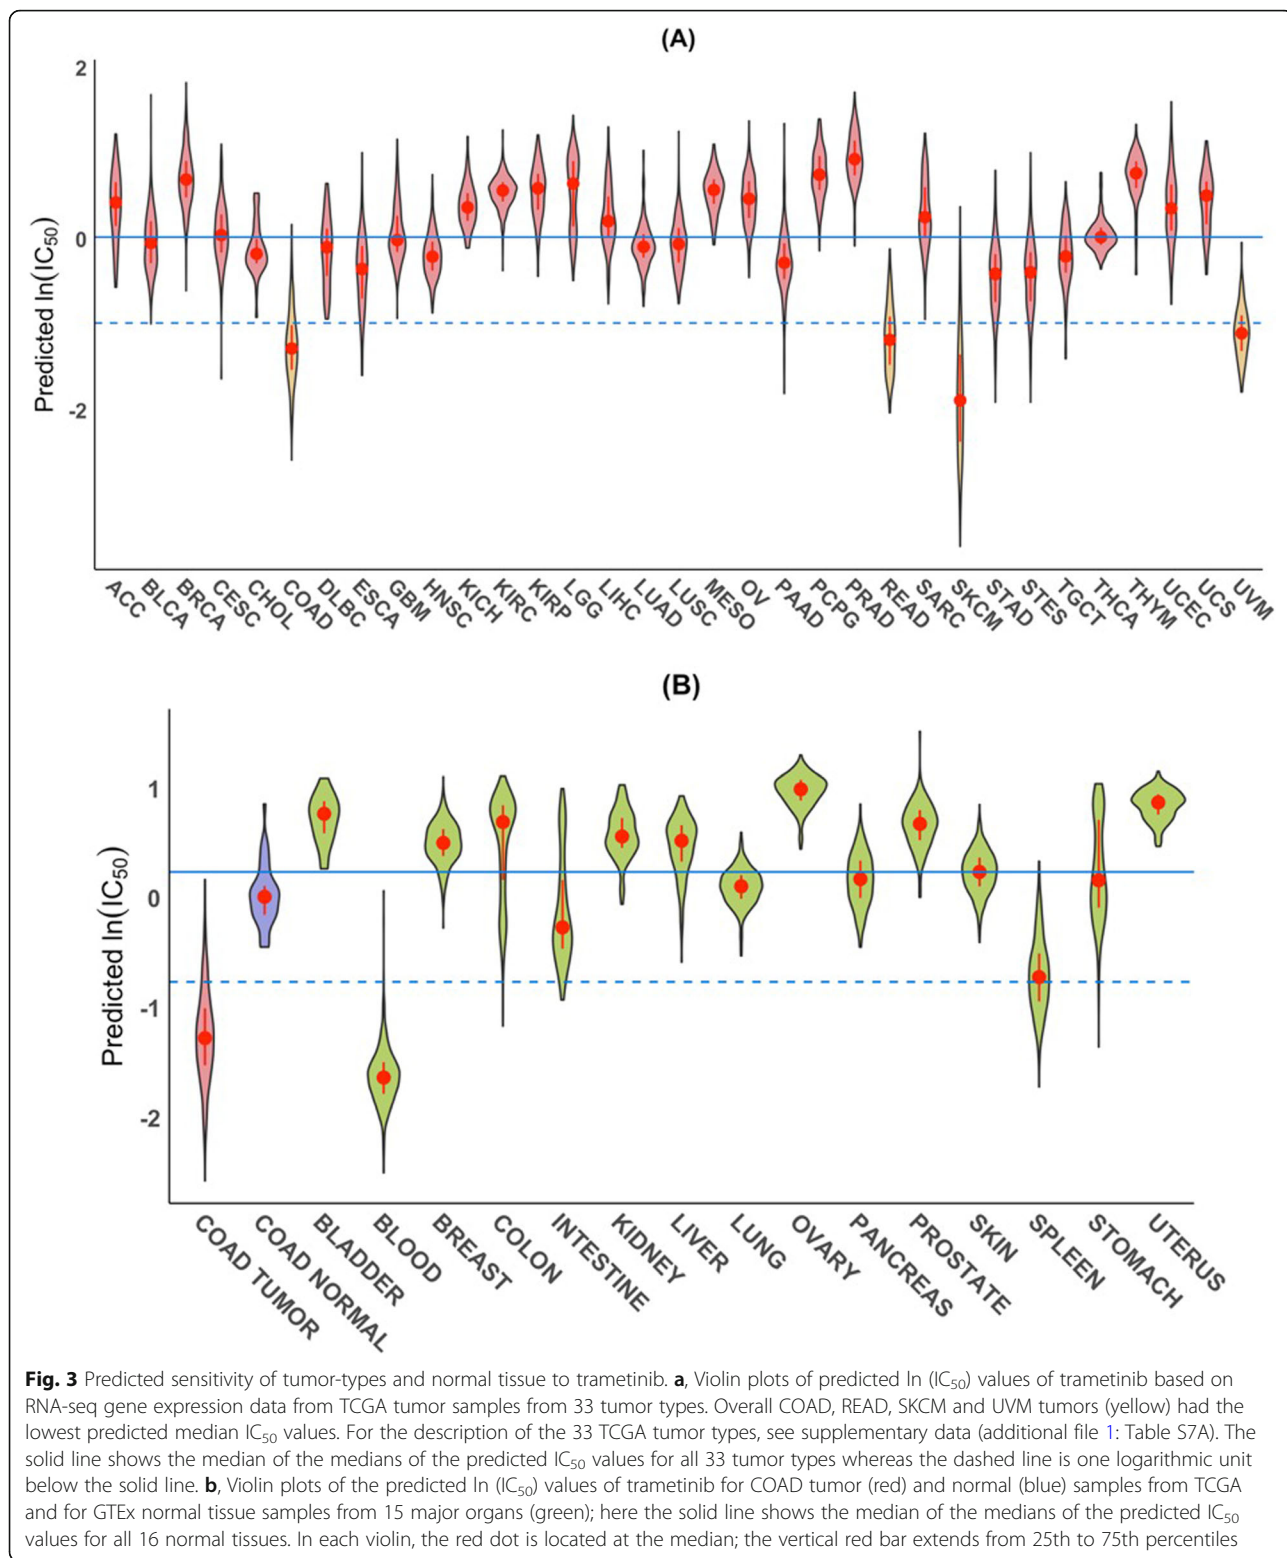 (A)
Predicted ln(IC50)
2
0
-2
ACC
BLCA
BRCA
CESC
CHOL
COAD
DLBC
ESCA
GBM
HNSC
KICH
KIRC
KIRP
LGG
LIHC
LUAD
LUSC
MESO
OV
PAAD
PCPG
PRAD
READ
SARC
SKCM
STAD
STES
TGCT
THCA
THYM
UCEC
UCS
UVM
(B)
Predicted ln(IC50)
1
0
-1
-2
COAD TUMOR
COAD NORMAL
BLADDER
BLOOD
BREAST
COLON
INTESTINE
KIDNEY
LIVER
LUNG
OVARY
PANCREAS
PROSTATE
SKIN
SPLEEN
STOMACH
UTERUS
Fig. 3 Predicted sensitivity of tumor-types and normal tissue to trametinib. a, Violin plots of predicted ln (IC50) values of trametinib based on
RNA-seq gene expression data from TCGA tumor samples from 33 tumor types. Overall COAD, READ, SKCM and UVM tumors (yellow) had the
lowest predicted median IC50 values. For the description of the 33 TCGA tumor types, see supplementary data (additional file 1: Table S7A). The
solid line shows the median of the medians of the predicted IC50 values for all 33 tumor types whereas the dashed line is one logarithmic unit
below the solid line. b, Violin plots of the predicted ln (IC50) values of trametinib for COAD tumor (red) and normal (blue) samples from TCGA
and for GTEx normal tissue samples from 15 major organs (green); here the solid line shows the median of the medians of the predicted IC50
values for all 16 normal tissues. In each violin, the red dot is located at the median; the vertical red bar extends from 25th to 75th percentiles